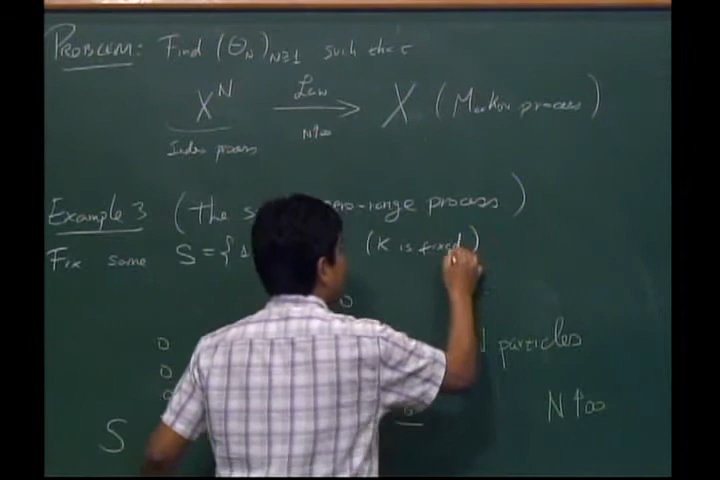 PROBLEM: Find (Θ_N)_{N≥1} such that
X^N Law N↑∞ → X (Markov process)
Index process
Example 3 (The s zero-range process)
Fix some S = {1 (K is fixed)
N particles
S N↑∞